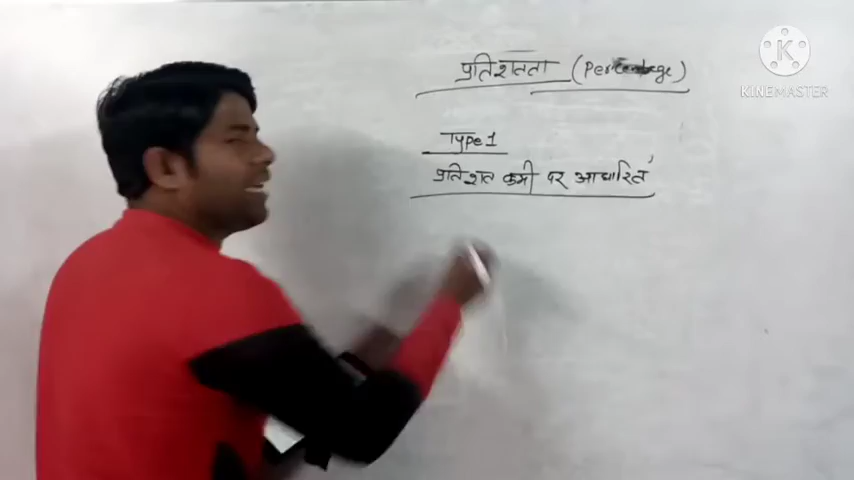 प्रतिशतता (Percentage)
KINEMASTER
Type 1
प्रतिशत कमी पर आधारित